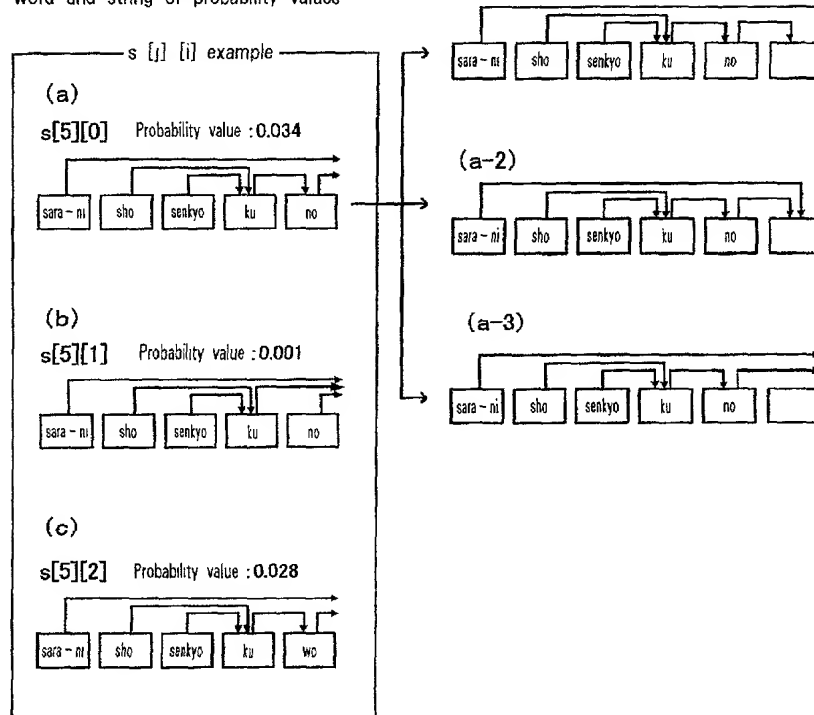 word and string of probability values
s [j] [i] example
(a)
s[5][0] Probability value :0.034
sara-ni sho senkyo ku no
(b)
s[5][1] Probability value :0.001
sara-ni sho senkyo ku no
(c)
s[5][2] Probability value :0.028
sara-ni sho senkyo ku wo
sara-ni sho senkyo ku no
(a-2)
sara-ni sho senkyo ku no
(a-3)
sara-ni sho senkyo ku no